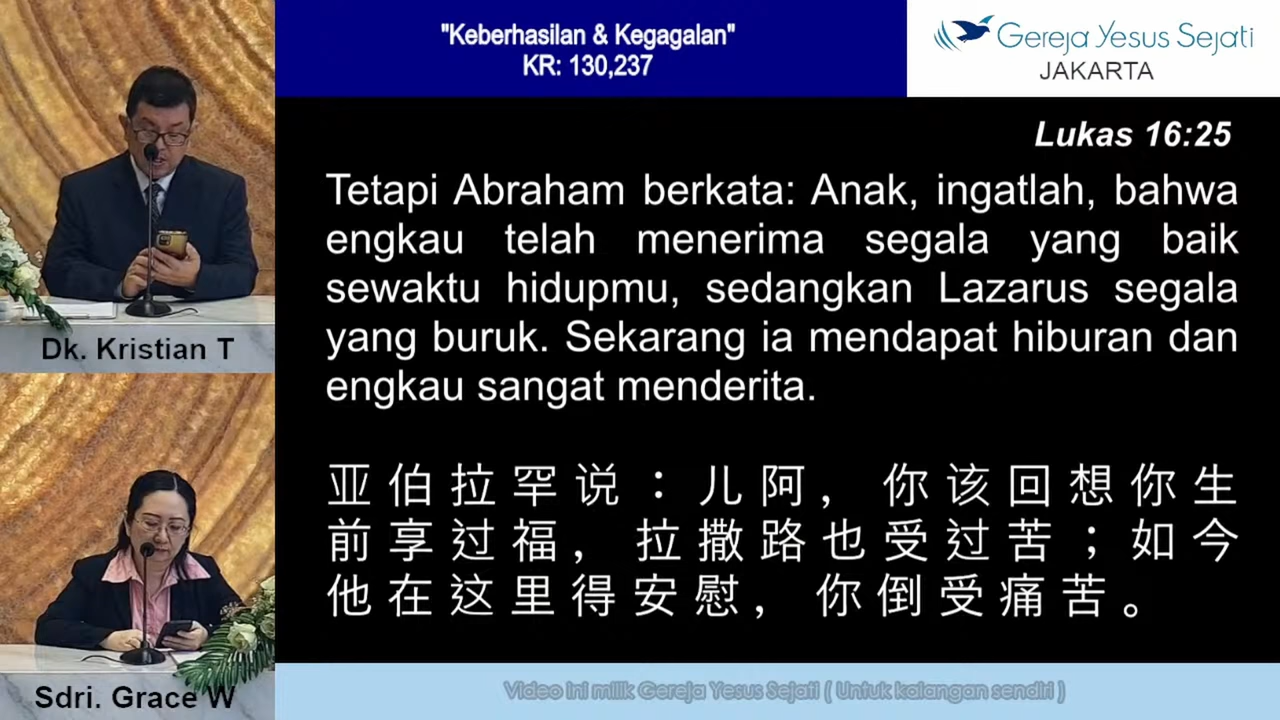 "Keberhasilan & Kegagalan"
KR: 130,237
Gereja Yesus Sejati
JAKARTA
Lukas 16:25
Tetapi Abraham berkata: Anak, ingatlah, bahwa
engkau telah menerima segala yang baik
sewaktu hidupmu, sedangkan Lazarus segala
yang buruk. Sekarang ia mendapat hiburan dan
engkau sangat menderita.
亚伯拉罕说：儿阿，你该回想你生
前享过福，拉撒路也受过苦；如今
他在这里得安慰，你倒受痛苦。
Dk. Kristian T
Sdri. Grace W
Video ini milik Gereja Yesus Sejati ( Untuk kalangan sendiri )